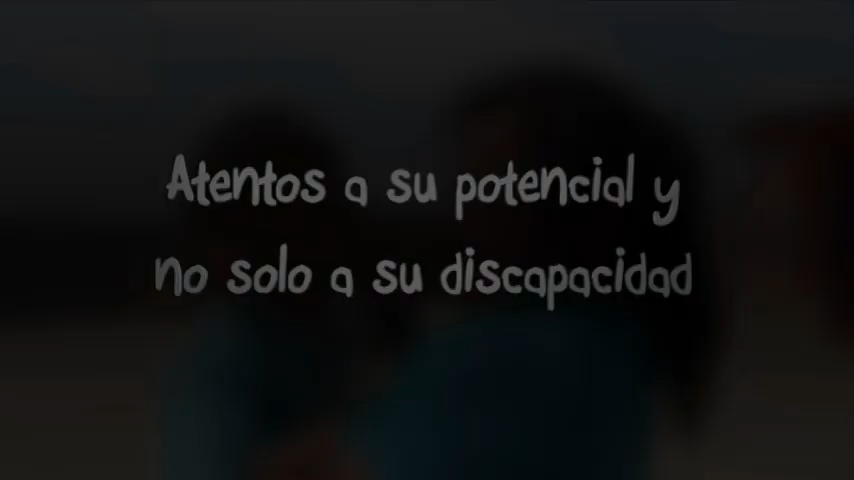 Atentos a su potencial y
no solo a su discapacidad